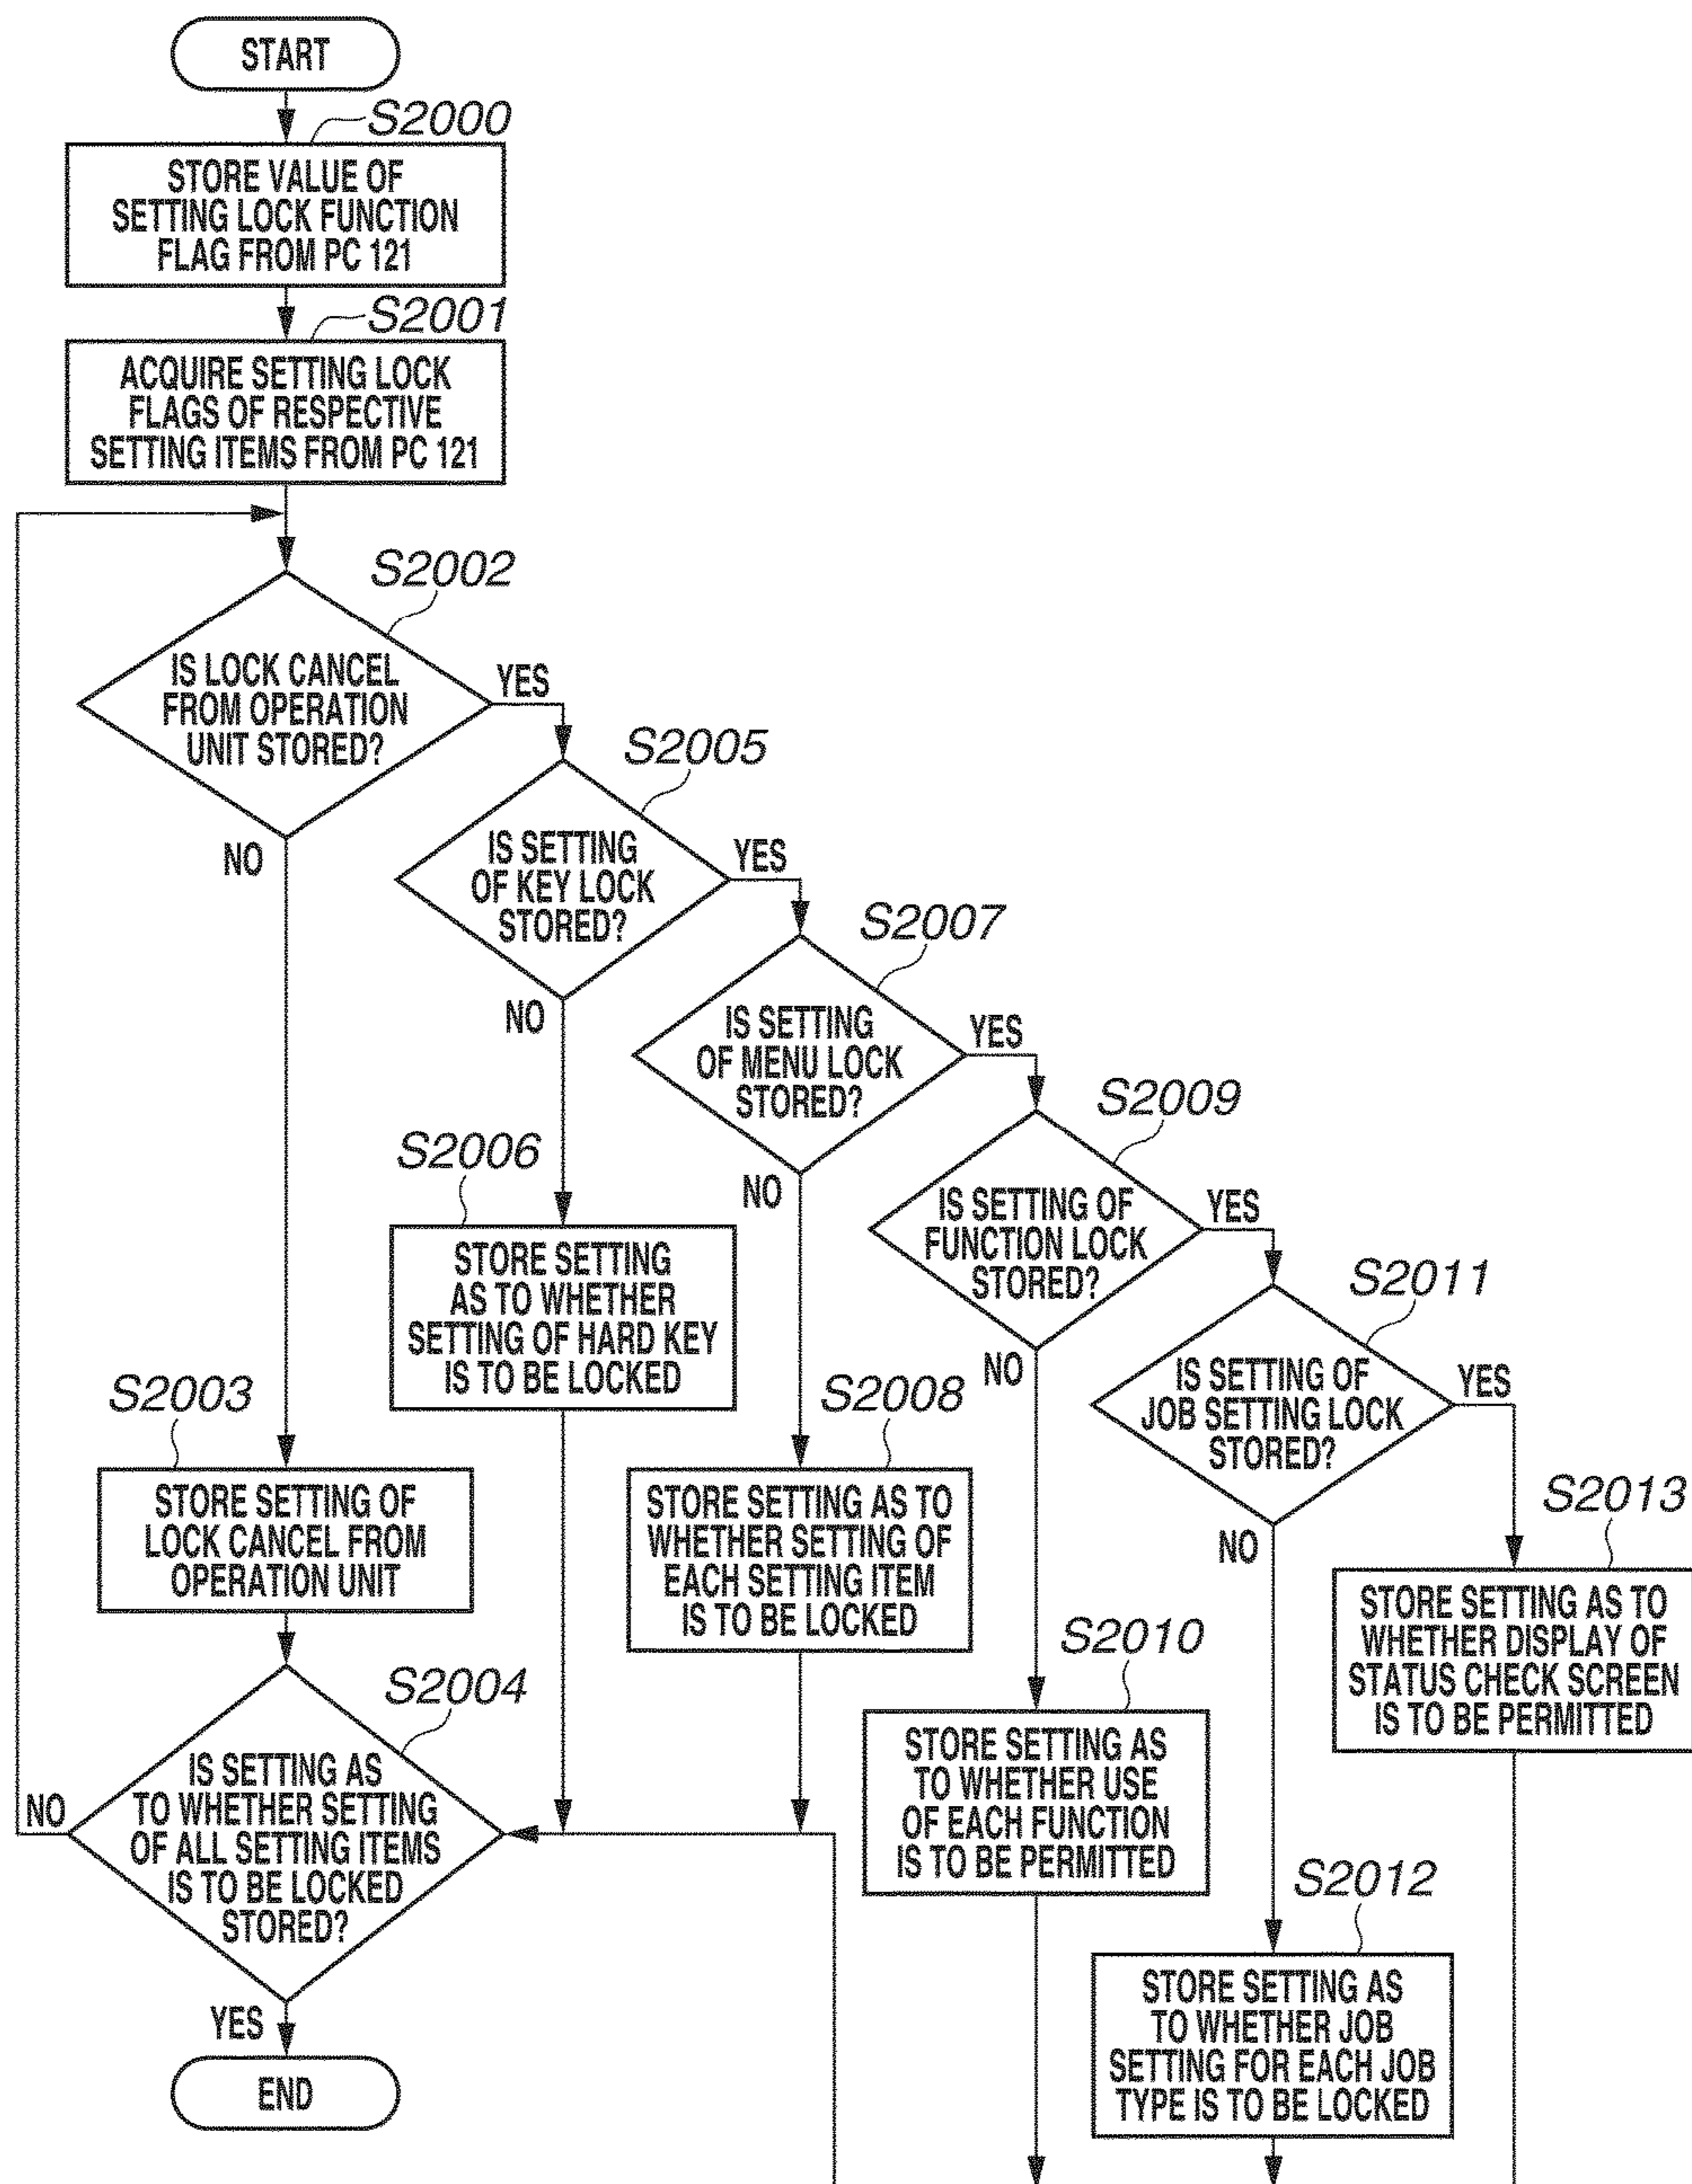 START
S2000
STORE VALUE OF
SETTING LOCK FUNCTION
FLAG FROM PC 121
S2001
ACQUIRE SETTING LOCK
FLAGS OF RESPECTIVE
SETTING ITEMS FROM PC 121
S2002
IS LOCK CANCEL
FROM OPERATION
UNIT STORED?
YES
NO
S2005
IS SETTING
OF KEY LOCK
STORED?
YES
NO
S2007
IS SETTING
OF MENU LOCK
STORED?
YES
NO
S2009
IS SETTING OF
FUNCTION LOCK
STORED?
YES
NO
S2011
IS SETTING OF
JOB SETTING LOCK
STORED?
YES
NO
S2006
STORE SETTING
AS TO WHETHER
SETTING OF HARD KEY
IS TO BE LOCKED
S2003
STORE SETTING OF
LOCK CANCEL FROM
OPERATION UNIT
S2008
STORE SETTING AS TO
WHETHER SETTING OF
EACH SETTING ITEM
IS TO BE LOCKED
S2013
STORE SETTING AS TO
WHETHER DISPLAY OF
STATUS CHECK SCREEN
IS TO BE PERMITTED
S2010
STORE SETTING AS
TO WHETHER USE
OF EACH FUNCTION
IS TO BE PERMITTED
S2004
IS SETTING AS
TO WHETHER SETTING
OF ALL SETTING ITEMS
IS TO BE LOCKED
STORED?
NO
YES
S2012
STORE SETTING AS
TO WHETHER JOB
SETTING FOR EACH JOB
TYPE IS TO BE LOCKED
END